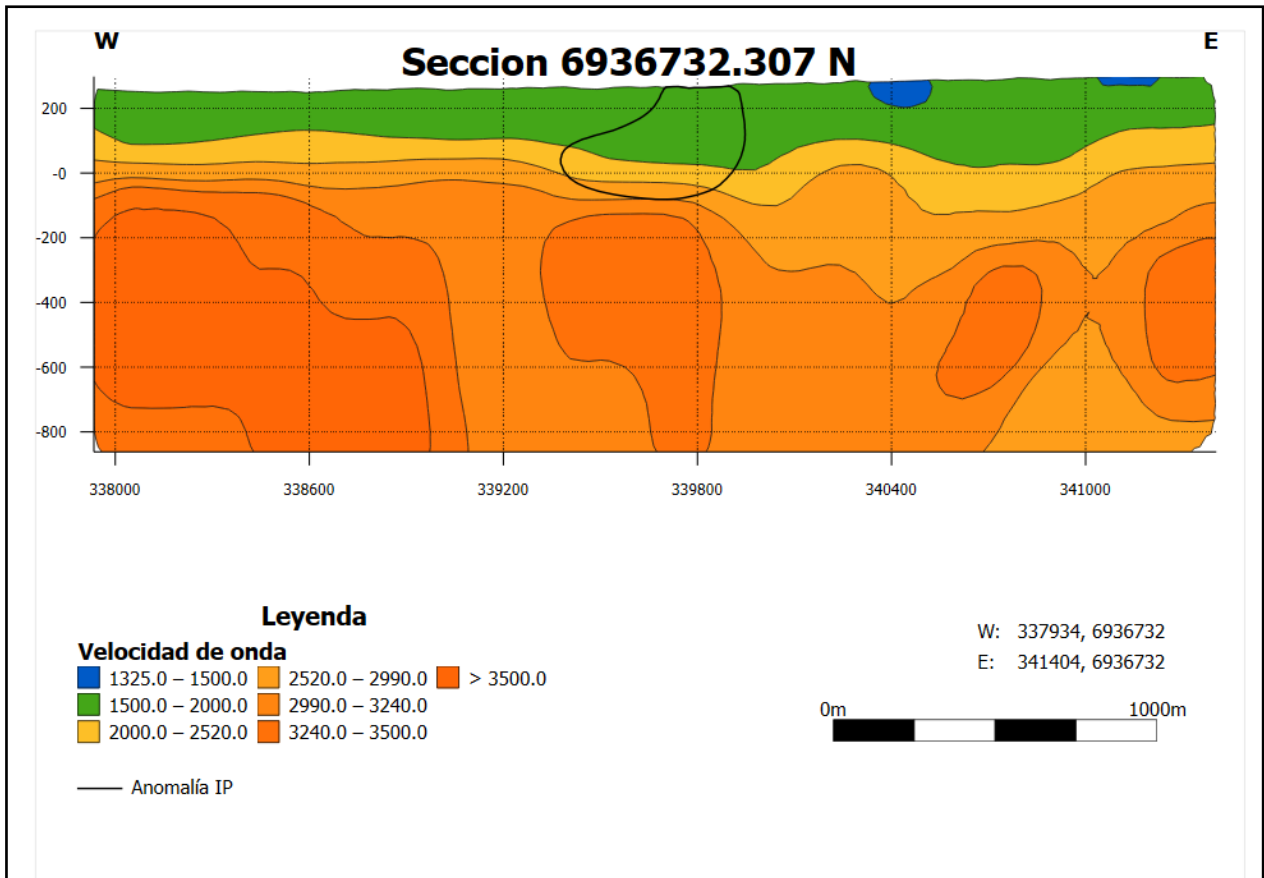 W E
Seccion 6936732.307 N
200
-0
-200
-400
-600
-800
338000 338600 339200 339800 340400 341000
Leyenda
Velocidad de onda
1325.0 – 1500.0 2520.0 – 2990.0 > 3500.0
1500.0 – 2000.0 2990.0 – 3240.0
2000.0 – 2520.0 3240.0 – 3500.0
Anomalía IP
W: 337934, 6936732
E: 341404, 6936732
0m 1000m